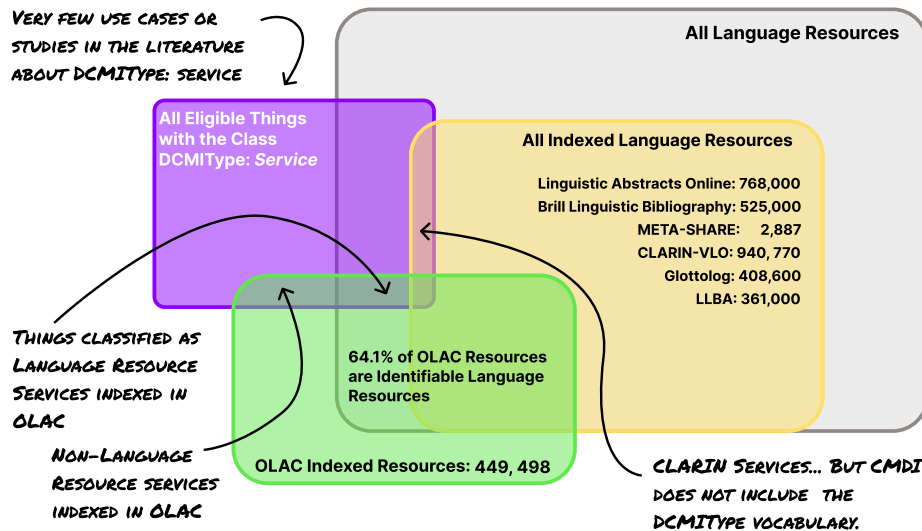 Very few use cases or
studies in the literature
about DCMIType: service
All Language Resources
All Eligible Things
with the Class
DCMIType: Service
All Indexed Language Resources
Linguistic Abstracts Online: 768,000
Brill Linguistic Bibliography: 525,000
META-SHARE: 2,887
CLARIN-VLO: 940, 770
Glottolog: 408,600
LLBA: 361,000
Things classified as
Language Resource
Services indexed in
OLAC
64.1% of OLAC Resources
are Identifiable Language
Resources
Non-Language
Resource services
indexed in OLAC
OLAC Indexed Resources: 449, 498
CLARIN Services... But CMDI
does not include the
DCMIType vocabulary.